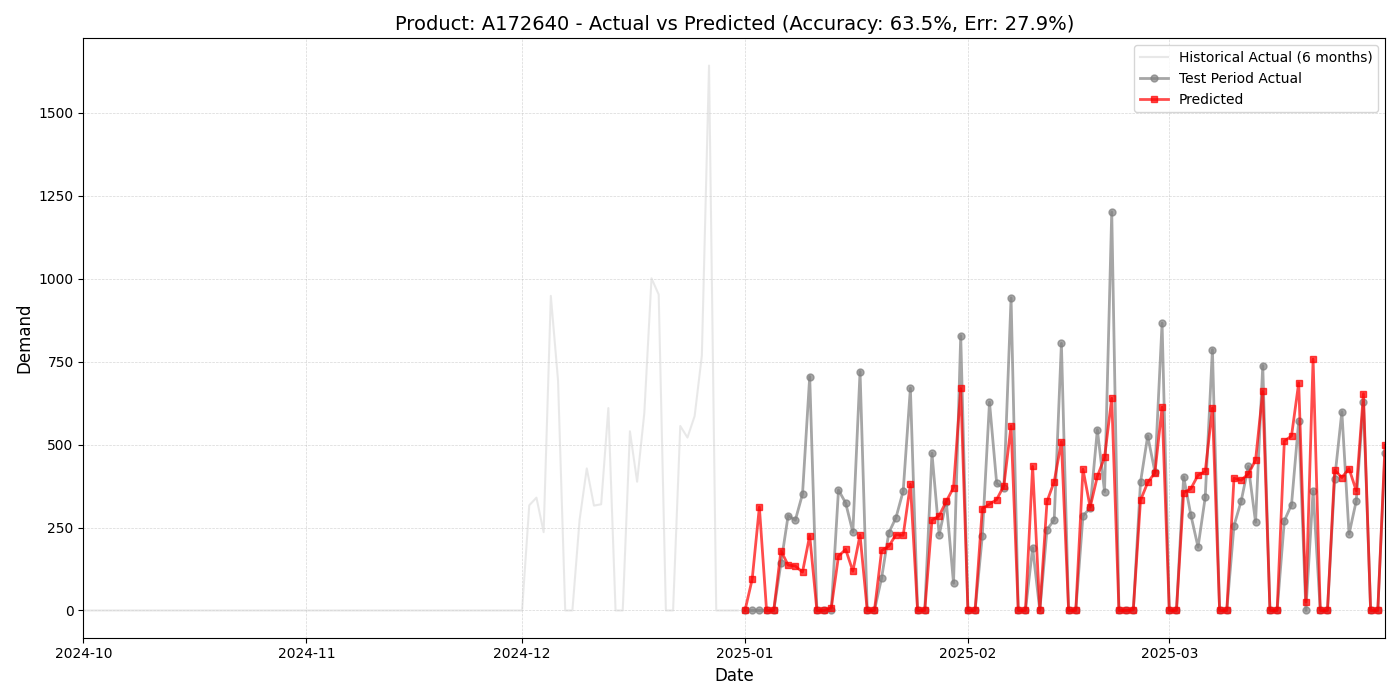 Product: A172640 - Actual vs Predicted (Accuracy: 63.5%, Err: 27.9%)
Historical Actual (6 months)
Test Period Actual
Predicted
1500
1250
1000
750
500
250
0
Demand
2024-10
2024-11
2024-12
2025-01
2025-02
2025-03
Date